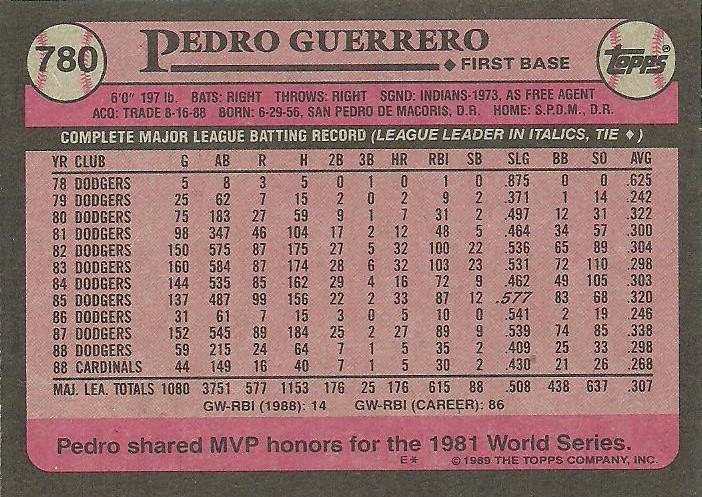 780
PEDRO GUERRERO
♦ FIRST BASE
TOPPS®
6'0" 197 lb. BATS: RIGHT THROWS: RIGHT SGND: INDIANS-1973, AS FREE AGENT
ACQ: TRADE 8-16-88 BORN: 6-29-56, SAN PEDRO DE MACORIS, D.R. HOME: S.P.D.M., D.R.
COMPLETE MAJOR LEAGUE BATTING RECORD (LEAGUE LEADER IN ITALICS, TIE ♦)
YR CLUB G AB R H 2B 3B HR RBI SB SLG BB SO AVG
78 DODGERS 5 8 3 5 0 1 0 1 0 .875 0 0 .625
79 DODGERS 25 62 7 15 2 0 2 9 2 .371 1 14 .242
80 DODGERS 75 183 27 59 9 1 7 31 2 .497 12 31 .322
81 DODGERS 98 347 46 104 17 2 12 48 5 .464 34 57 .300
82 DODGERS 150 575 87 175 27 5 32 100 22 .536 65 89 .304
83 DODGERS 160 584 87 174 28 6 32 103 23 .531 72 110 .298
84 DODGERS 144 535 85 162 29 4 16 72 9 .462 49 105 .303
85 DODGERS 137 487 99 156 22 2 33 87 12 .577 83 68 .320
86 DODGERS 31 61 7 15 3 0 5 10 0 .541 2 19 .246
87 DODGERS 152 545 89 184 25 2 27 89 9 .539 74 85 .338
88 DODGERS 59 215 24 64 7 1 5 35 2 .409 25 33 .298
88 CARDINALS 44 149 16 40 7 1 5 30 2 .430 21 26 .268
MAJ. LEA. TOTALS 1080 3751 577 1153 176 25 176 615 88 .508 438 637 .307
GW-RBI (1988): 14 GW-RBI (CAREER): 86
Pedro shared MVP honors for the 1981 World Series.
E* © 1989 THE TOPPS COMPANY, INC.